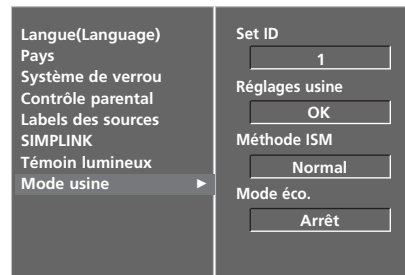 Langue(Language)
Pays
Système de verrou
Contrôle parental
Labels des sources
SIMPLINK
Témoin lumineux
Mode usine ►
Set ID
1
Réglages usine
OK
Méthode ISM
Normal
Mode éco.
Arrêt